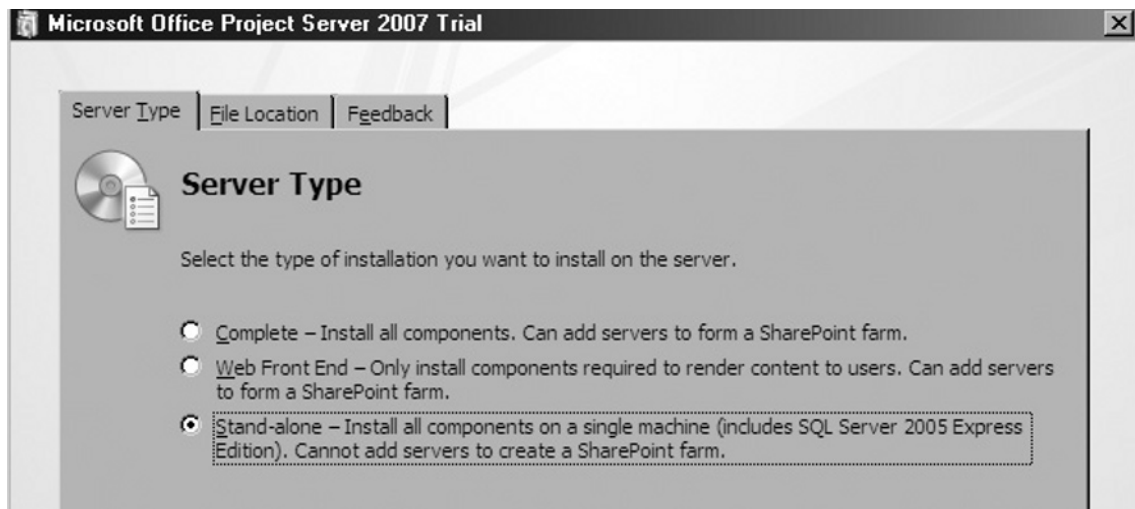 Microsoft Office Project Server 2007 Trial
Server Type File Location Feedback
Server Type
Select the type of installation you want to install on the server.
Complete – Install all components. Can add servers to form a SharePoint farm.
Web Front End – Only install components required to render content to users. Can add servers
to form a SharePoint farm.
Stand-alone – Install all components on a single machine (includes SQL Server 2005 Express
Edition). Cannot add servers to create a SharePoint farm.